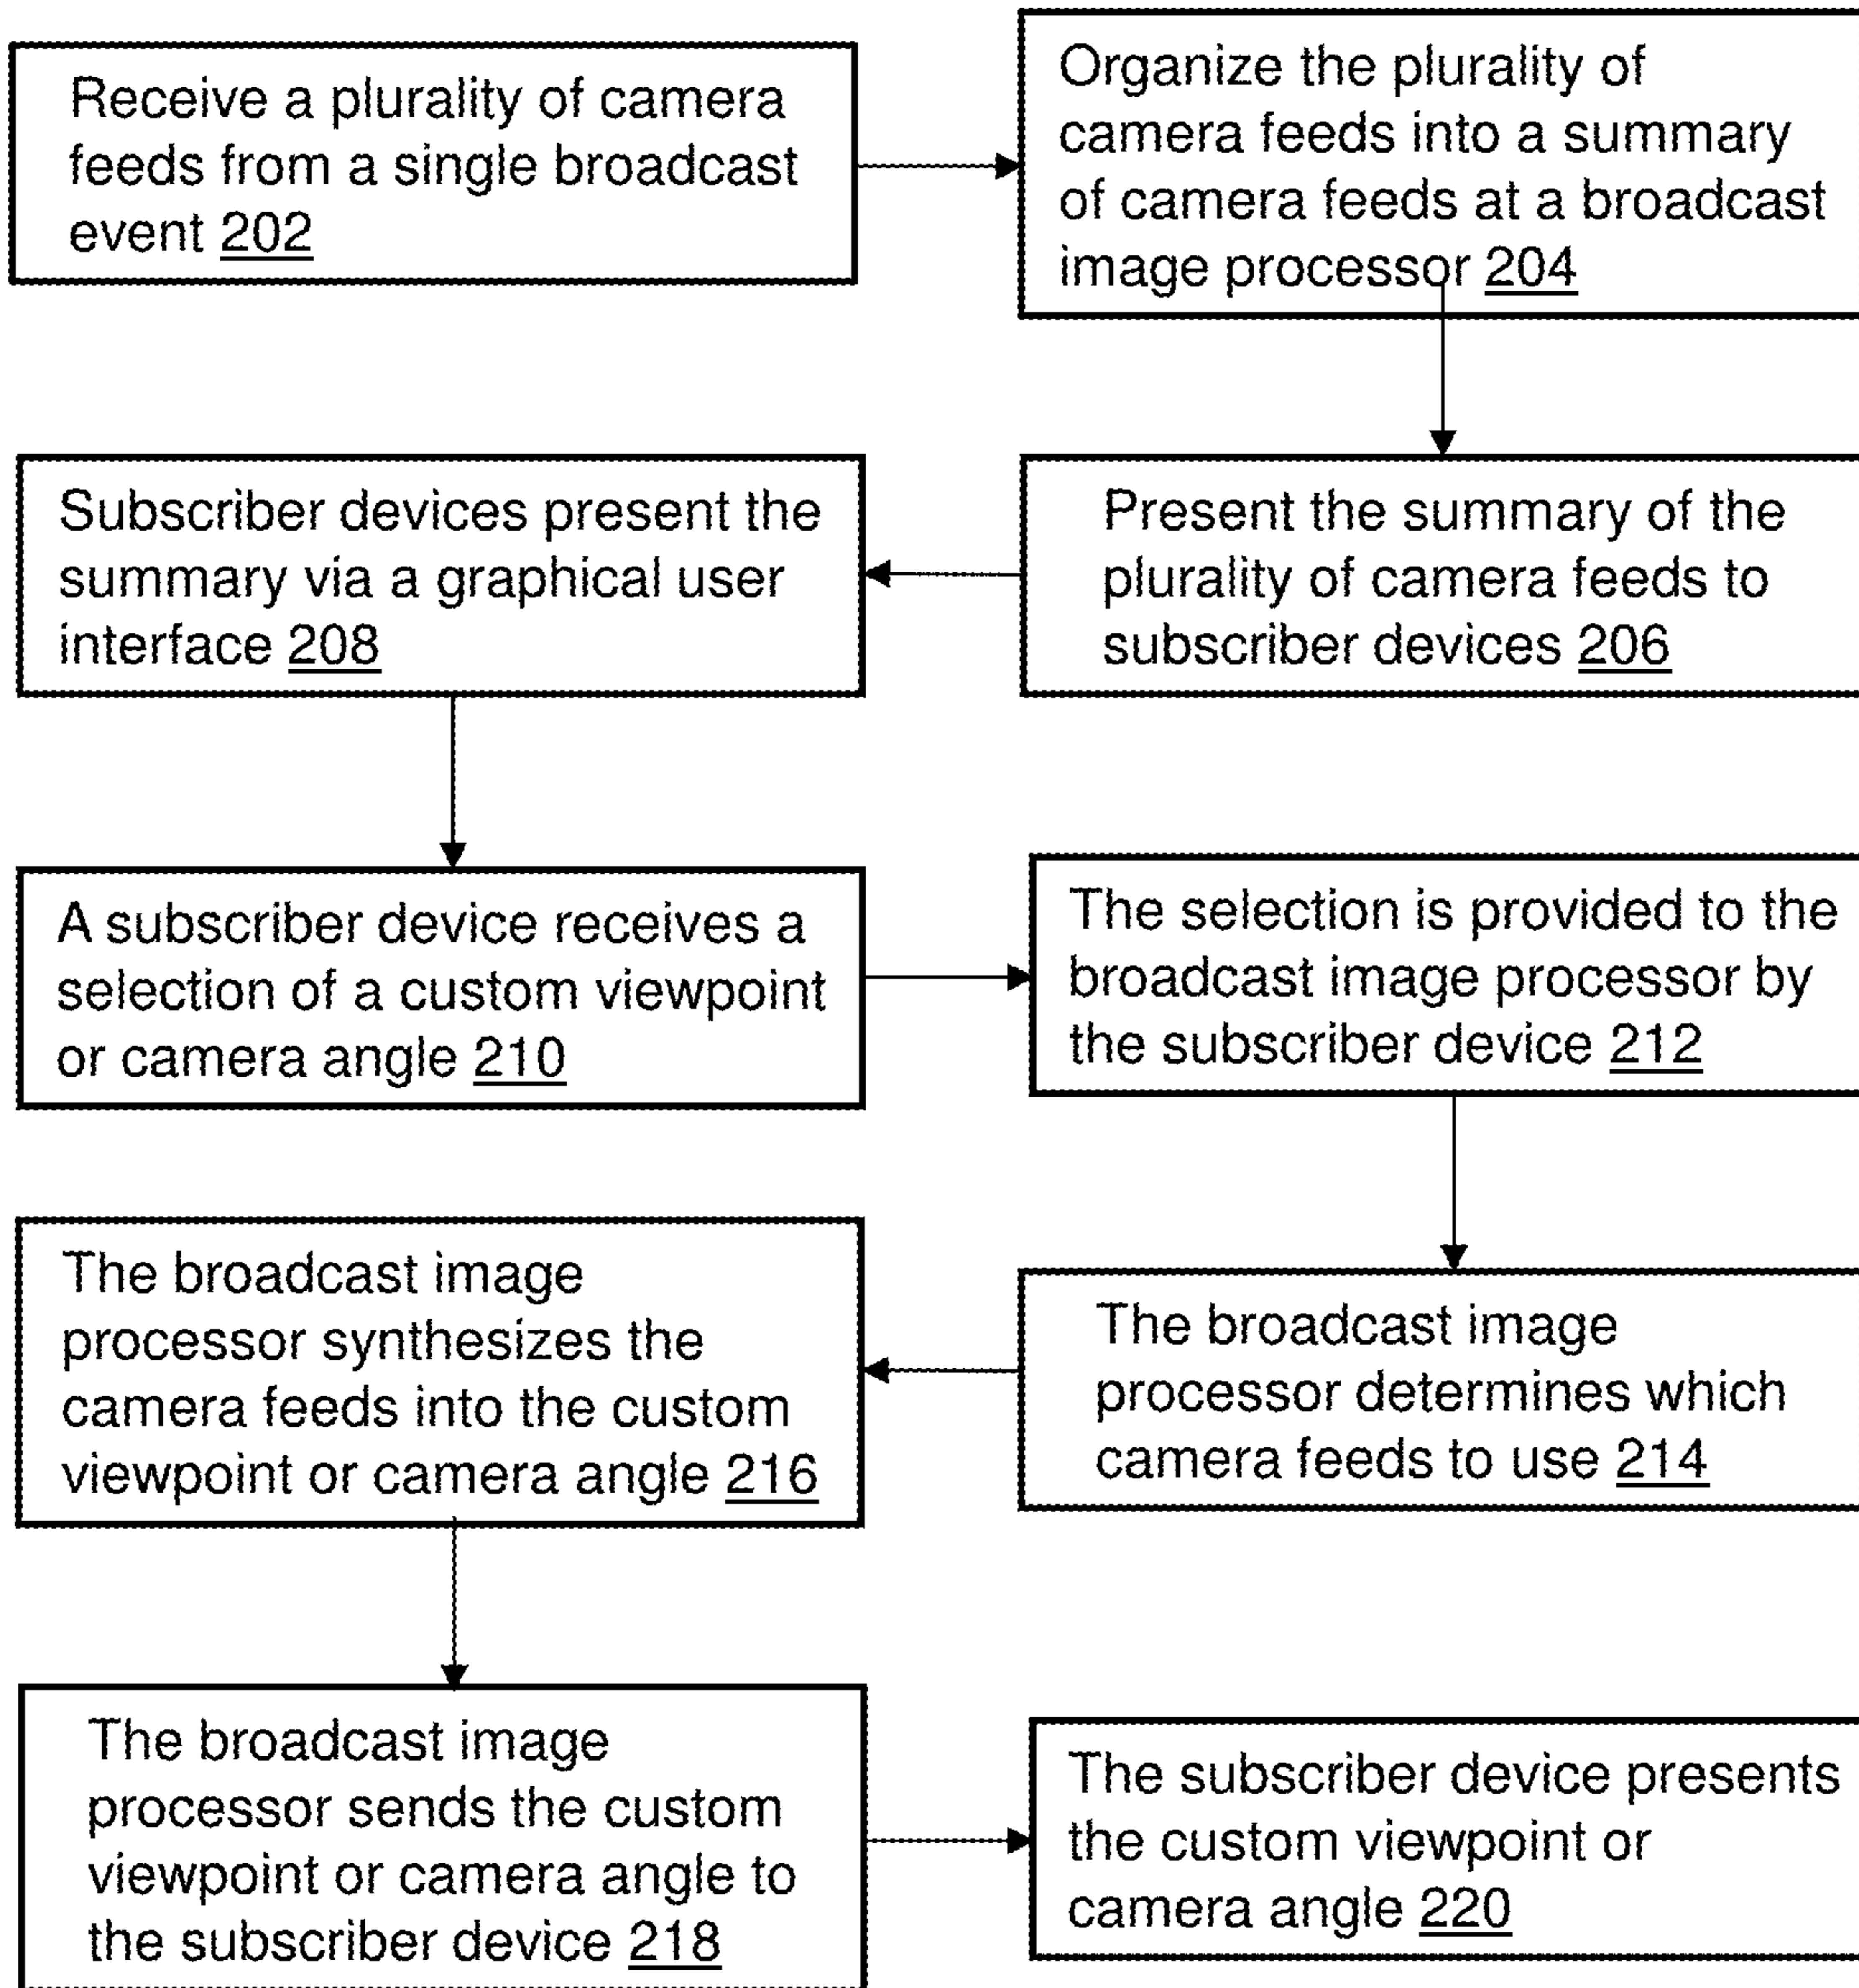 Receive a plurality of camera
feeds from a single broadcast
event 202
Organize the plurality of
camera feeds into a summary
of camera feeds at a broadcast
image processor 204
Present the summary of the
plurality of camera feeds to
subscriber devices 206
Subscriber devices present the
summary via a graphical user
interface 208
A subscriber device receives a
selection of a custom viewpoint
or camera angle 210
The selection is provided to the
broadcast image processor by
the subscriber device 212
The broadcast image
processor determines which
camera feeds to use 214
The broadcast image
processor synthesizes the
camera feeds into the custom
viewpoint or camera angle 216
The broadcast image
processor sends the custom
viewpoint or camera angle to
the subscriber device 218
The subscriber device presents
the custom viewpoint or
camera angle 220